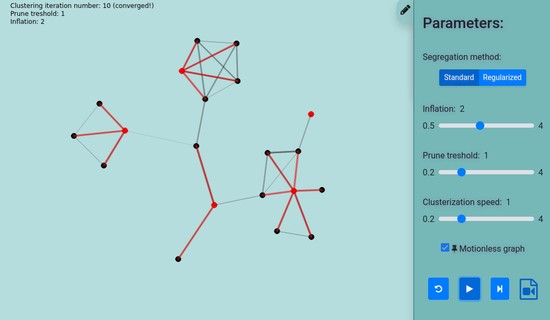 Clustering iteration number: 10 (converged!)
Prune treshold: 1
Inflation: 2
Parameters:
Segregation method:
Standard Regularized
Inflation: 2
0.5 4
Prune treshold: 1
0.2 4
Clusterization speed: 1
0.2 4
Motionless graph